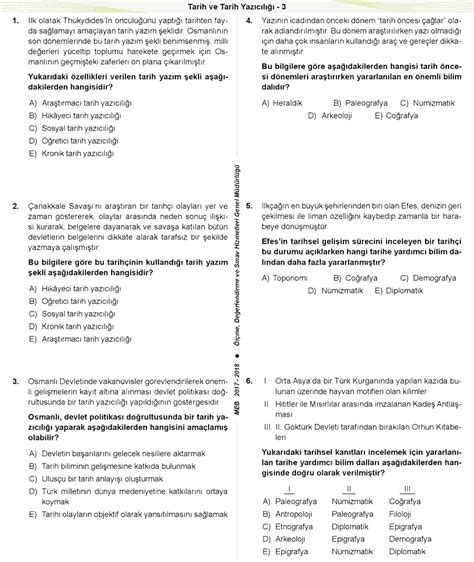 Tarih ve Tarih Yazıcılığı - 3
1. İlk olarak Thukydides'in öncülüğünü yaptığı tarihten fay-
da sağlamayı amaçlayan tarih yazım şeklidir. Osmanlının
son dönemlerinde bu tarih yazım şekli benimsenmiş, milli
değerleri yüceltip toplumu harekete geçirmek için Os-
manlının geçmişteki zaferleri ön plana çıkarılmıştır.
Yukarıdaki özellikleri verilen tarih yazım şekli aşağı-
dakilerden hangisidir?
A) Araştırmacı tarih yazıcılığı
B) Hikâyeci tarih yazıcılığı
C) Sosyal tarih yazıcılığı
D) Öğretici tarih yazıcılığı
E) Kronik tarih yazıcılığı
2. Çanakkale Savaşı'nı araştıran bir tarihçi olayları yer ve
zaman göstererek, olaylar arasında neden sonuç ilişki-
si kurarak, belgelere dayanarak ve savaşa katılan bütün
devletlerin belgelerini dikkate alarak tarafsız bir şekilde
yazmaya çalışmıştır.
Bu bilgilere göre bu tarihçinin kullandığı tarih yazım
şekli aşağıdakilerden hangisidir?
A) Hikâyeci tarih yazıcılığı
B) Öğretici tarih yazıcılığı
C) Sosyal tarih yazıcılığı
D) Kronik tarih yazıcılığı
E) Araştırmacı tarih yazıcılığı
3. Osmanlı Devletinde vakanüvisler görevlendirilerek önem-
li gelişmelerin kayıt altına alınması devlet politikası doğ-
rultusunda bir tarih yazıcılığı yapıldığının göstergesidir.
Osmanlı, devlet politikası doğrultusunda bir tarih ya-
zıcılığı yaparak aşağıdakilerden hangisini amaçlamış
olabilir?
A) Devletin başarılarını gelecek nesillere aktarmak
B) Tarih biliminin gelişmesine katkıda bulunmak
C) Ulusçu bir tarih anlayışı oluşturmak
D) Türk milletinin dünya medeniyetine katkılarını ortaya
koymak
E) Tarihi olayların objektif olarak yansıtılmasını sağlamak
MEB 2017 - 2018 ● Ölçme, Değerlendirme ve Sınav Hizmetleri Genel Müdürlüğü
4. Yazının icadından önceki dönem “tarih öncesi çağlar” ola-
rak adlandırılmıştır. Bu dönem araştırılırken yazı olmadığı
için daha çok insanların kullandığı araç ve gereçler dikka-
te alınmıştır.
Bu bilgilere göre aşağıdakilerden hangisi tarih önce-
si dönemleri araştırırken yararlanılan en önemli bilim
dalıdır?
A) Heraldik B) Paleografya C) Nümizmatik
D) Arkeoloji E) Coğrafya
5. İlkçağın en büyük şehirlerinden biri olan Efes, denizin geri
çekilmesi ile liman özelliğini kaybedip zamanla bir hara-
beye dönüşmüştür.
Efes'in tarihsel gelişim sürecini inceleyen bir tarihçi
bu durumu açıklarken hangi tarihe yardımcı bilim da-
lından daha fazla yararlanmıştır?
A) Toponomi B) Coğrafya C) Demografya
D) Nümizmatik E) Diplomatik
6. I. Orta Asya'da bir Türk Kurganında yapılan kazıda bu-
lunan üzerinde hayvan motifleri olan kilimler
II. Hititler ile Mısırlılar arasında imzalanan Kadeş Antlaş-
ması
III. II. Göktürk Devleti tarafından bırakılan Orhun Kitabe-
leri
Yukarıdaki tarihsel kanıtları incelemek için yararlanı-
lan tarihe yardımcı bilim dalları aşağıdakilerden han-
gisinde doğru olarak verilmiştir?
I II III
A) Paleografya Nümizmatik Coğrafya
B) Antropoloji Paleografya Filoloji
C) Etnografya Diplomatik Epigrafya
D) Arkeoloji Epigrafya Demografya
E) Epigrafya Nümizmatik Diplomatik